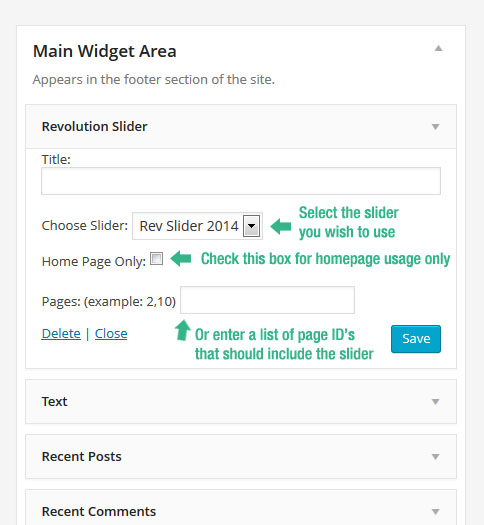 Main Widget Area
Appears in the footer section of the site.
Revolution Slider
Title:
Choose Slider: Rev Slider 2014
Select the slider
you wish to use
Home Page Only:
Check this box for homepage usage only
Pages: (example: 2,10)
Or enter a list of page ID's
that should include the slider
Delete | Close
Save
Text
Recent Posts
Recent Comments